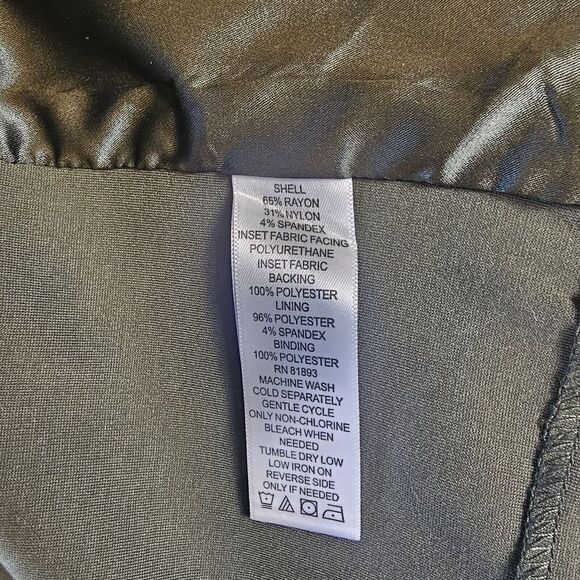 SHELL
65% RAYON
31% NYLON
4% SPANDEX
INSET FABRIC FACING
POLYURETHANE
INSET FABRIC
BACKING
100% POLYESTER
LINING
96% POLYESTER
4% SPANDEX
BINDING
100% POLYESTER
RN 81893
MACHINE WASH
COLD SEPARATELY
GENTLE CYCLE
ONLY NON-CHLORINE
BLEACH WHEN
NEEDED
TUMBLE DRY LOW
LOW IRON ON
REVERSE SIDE
ONLY IF NEEDED